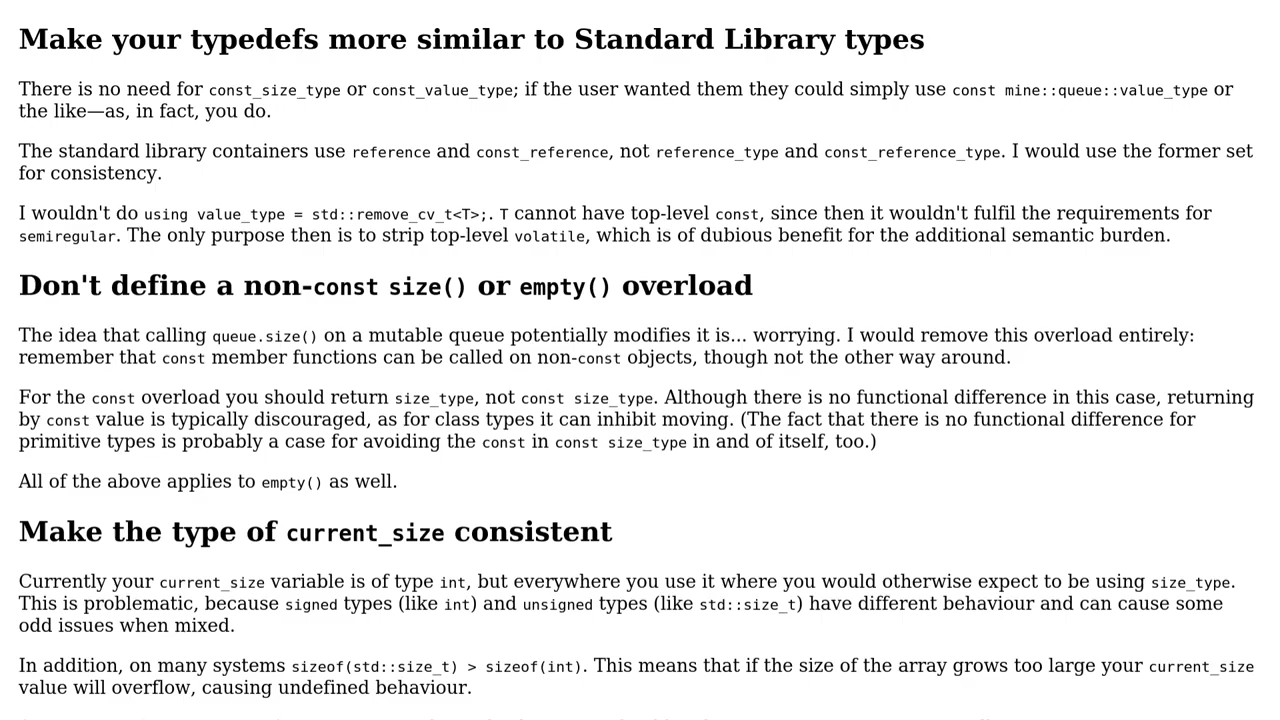 Make your typedefs more similar to Standard Library types
There is no need for const_size_type or const_value_type; if the user wanted them they could simply use const mine::queue::value_type or
the like—as, in fact, you do.
The standard library containers use reference and const_reference, not reference_type and const_reference_type. I would use the former set
for consistency.
I wouldn't do using value_type = std::remove_cv_t<T>;. T cannot have top-level const, since then it wouldn't fulfil the requirements for
semiregular. The only purpose then is to strip top-level volatile, which is of dubious benefit for the additional semantic burden.
Don't define a non-const size() or empty() overload
The idea that calling queue.size() on a mutable queue potentially modifies it is... worrying. I would remove this overload entirely:
remember that const member functions can be called on non-const objects, though not the other way around.
For the const overload you should return size_type, not const size_type. Although there is no functional difference in this case, returning
by const value is typically discouraged, as for class types it can inhibit moving. (The fact that there is no functional difference for
primitive types is probably a case for avoiding the const in const size_type in and of itself, too.)
All of the above applies to empty() as well.
Make the type of current_size consistent
Currently your current_size variable is of type int, but everywhere you use it where you would otherwise expect to be using size_type.
This is problematic, because signed types (like int) and unsigned types (like std::size_t) have different behaviour and can cause some
odd issues when mixed.
In addition, on many systems sizeof(std::size_t) > sizeof(int). This means that if the size of the array grows too large your current_size
value will overflow, causing undefined behaviour.